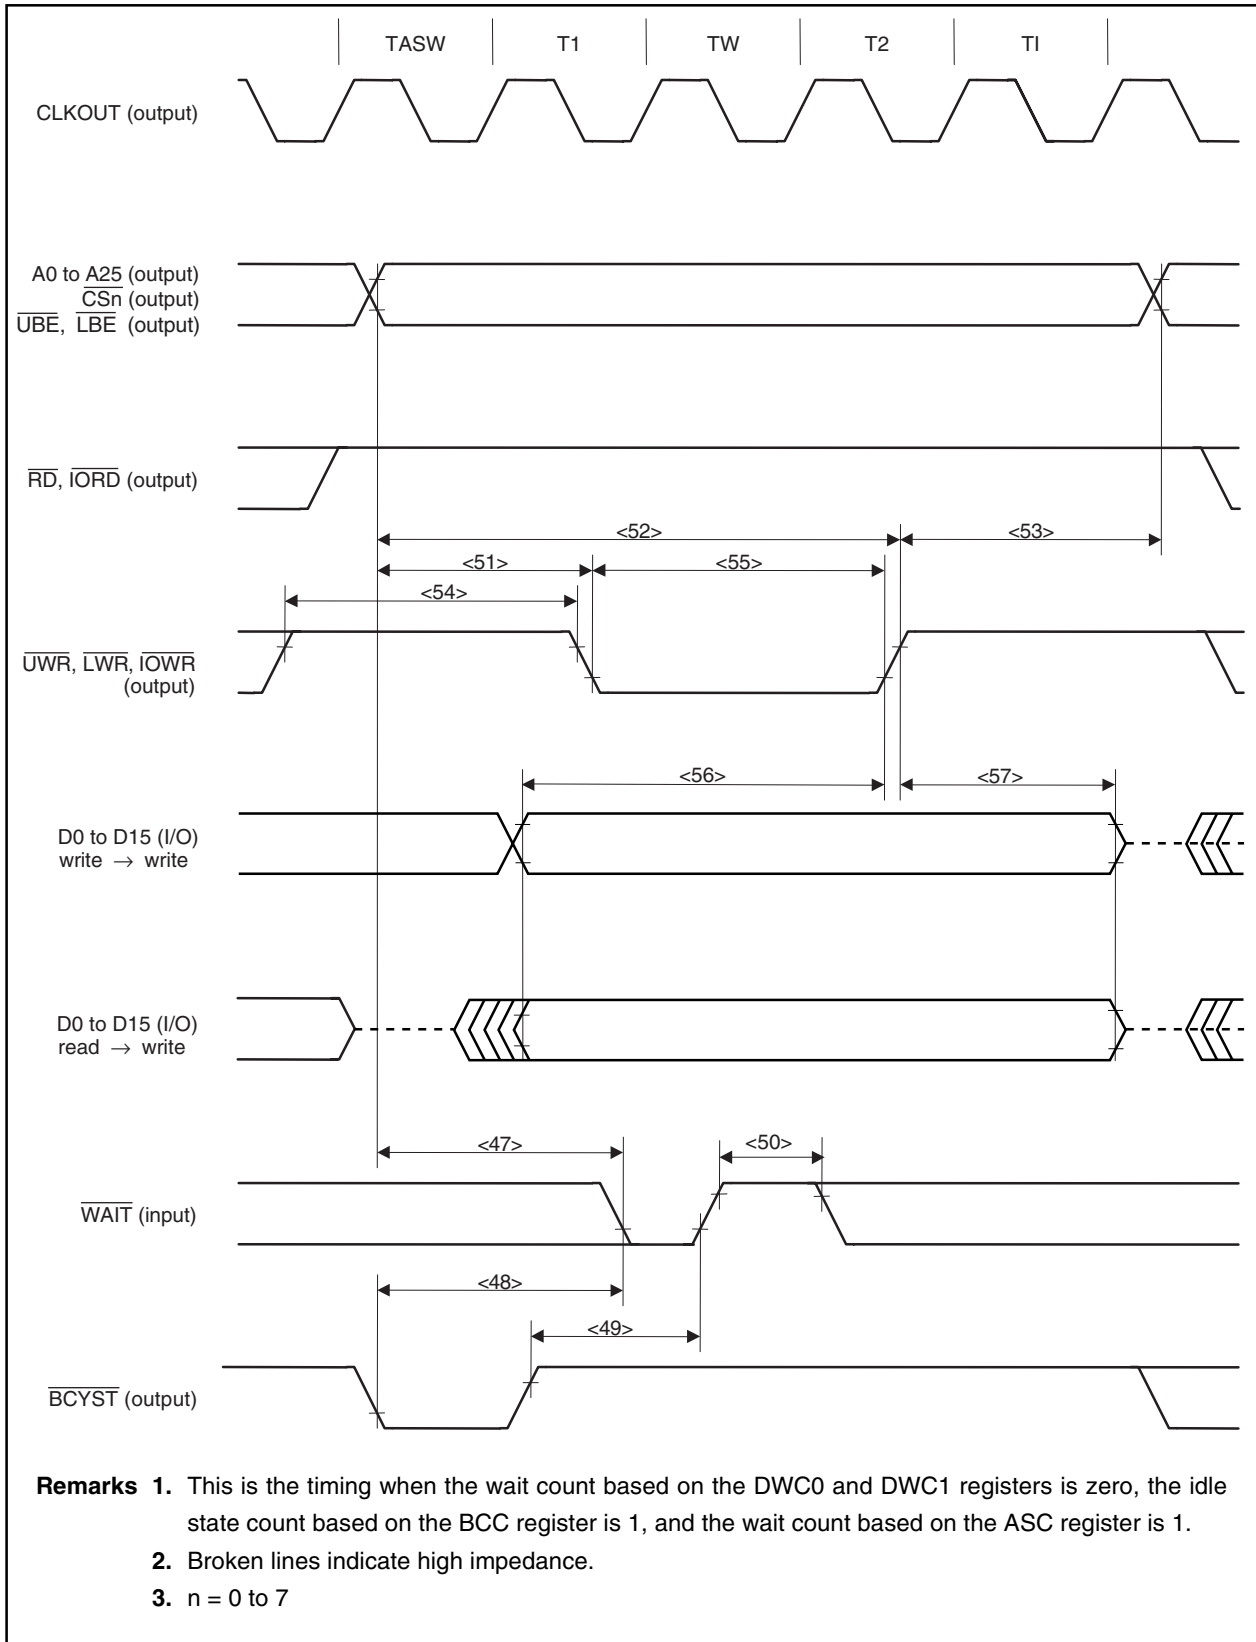 TASW T1 TW T2 TI
CLKOUT (output)
A0 to A25 (output)
CSn (output)
UBE, LBE (output)
RD, IORD (output)
<52> <53>
<51> <55>
<54>
UWR, LWR, IOWR
(output)
<56> <57>
D0 to D15 (I/O)
write → write
D0 to D15 (I/O)
read → write
<47> <50>
WAIT (input)
<48>
<49>
BCYST (output)
Remarks 1. This is the timing when the wait count based on the DWC0 and DWC1 registers is zero, the idle
state count based on the BCC register is 1, and the wait count based on the ASC register is 1.
2. Broken lines indicate high impedance.
3. n = 0 to 7